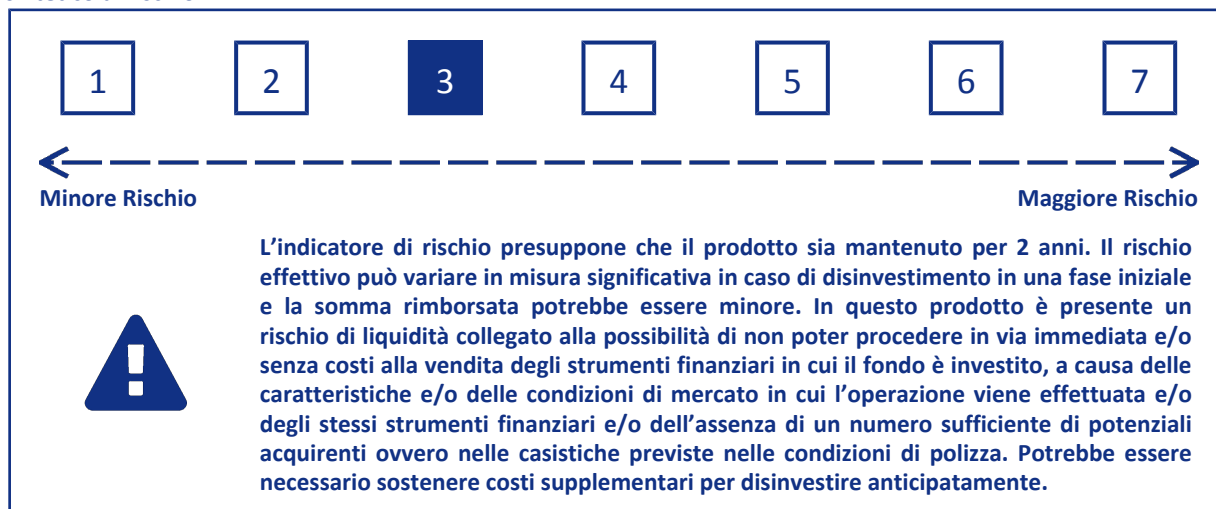 1 2 3 4 5 6 7
Minore Rischio Maggiore Rischio
L’indicatore di rischio presuppone che il prodotto sia mantenuto per 2 anni. Il rischio
effettivo può variare in misura significativa in caso di disinvestimento in una fase iniziale
e la somma rimborsata potrebbe essere minore. In questo prodotto è presente un
rischio di liquidità collegato alla possibilità di non poter procedere in via immediata e/o
senza costi alla vendita degli strumenti finanziari in cui il fondo è investito, a causa delle
caratteristiche e/o delle condizioni di mercato in cui l’operazione viene effettuata e/o
degli stessi strumenti finanziari e/o dell’assenza di un numero sufficiente di potenziali
acquirenti ovvero nelle casistiche previste nelle condizioni di polizza. Potrebbe essere
necessario sostenere costi supplementari per disinvestire anticipatamente.